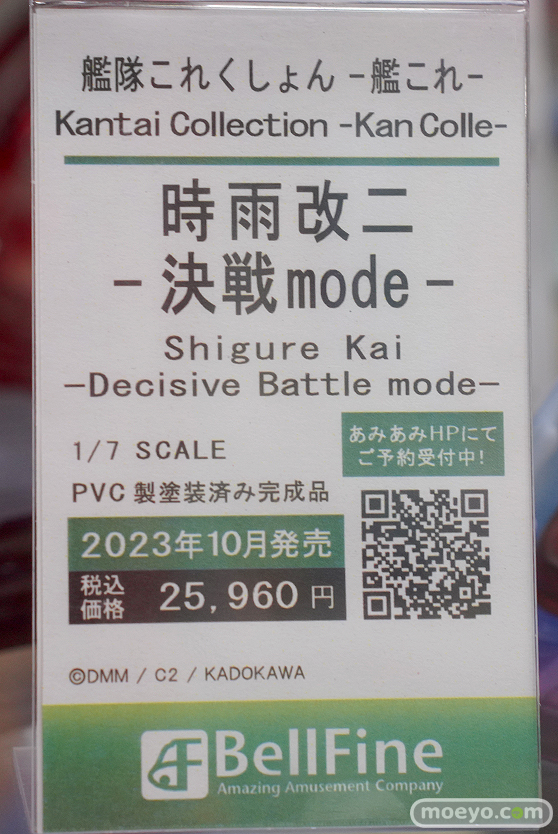 艦隊これくしょん -艦これ-
Kantai Collection -KanColle-
時雨改二
-決戦mode-
Shigure Kai
-Decisive Battle mode-
1/7 SCALE
PVC 製塗装済み完成品
あみあみHPにて
ご予約受付中!
2023年10月発売
税込
価格 25,960 円
©DMM / C2 / KADOKAWA
BellFine
Amazing Amusement Company
moeyo.com